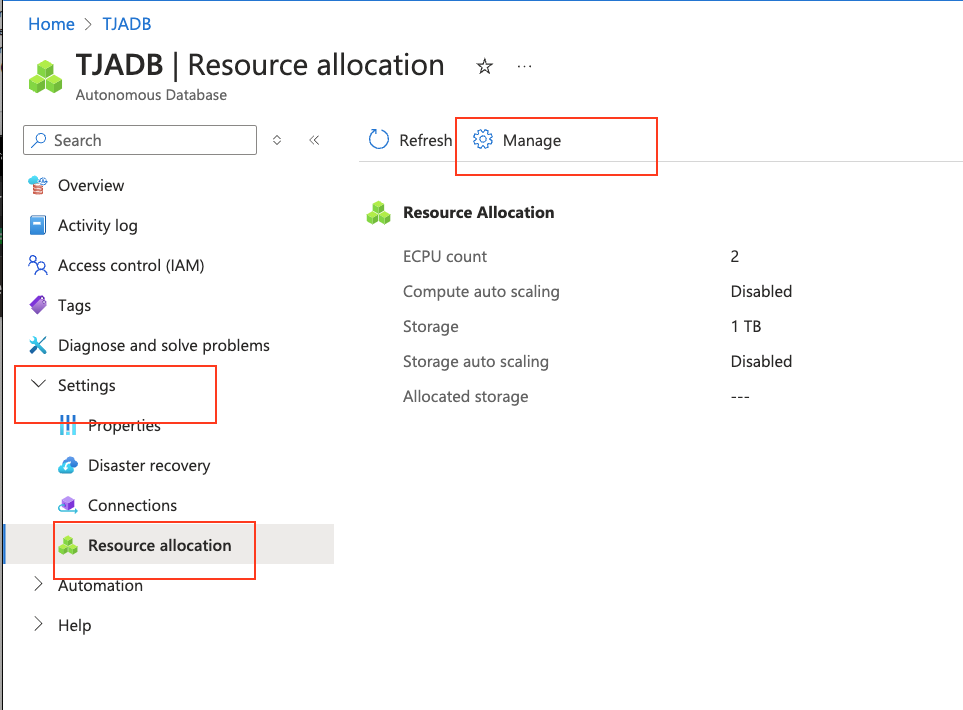 Home > TJADB
TJADB | Resource allocation
Autonomous Database
Search
Refresh
Manage
Overview
Activity log
Access control (IAM)
Tags
Diagnose and solve problems
Settings
Properties
Disaster recovery
Connections
Resource allocation
Automation
Help
Resource Allocation
ECPU count 2
Compute auto scaling Disabled
Storage 1 TB
Storage auto scaling Disabled
Allocated storage ---